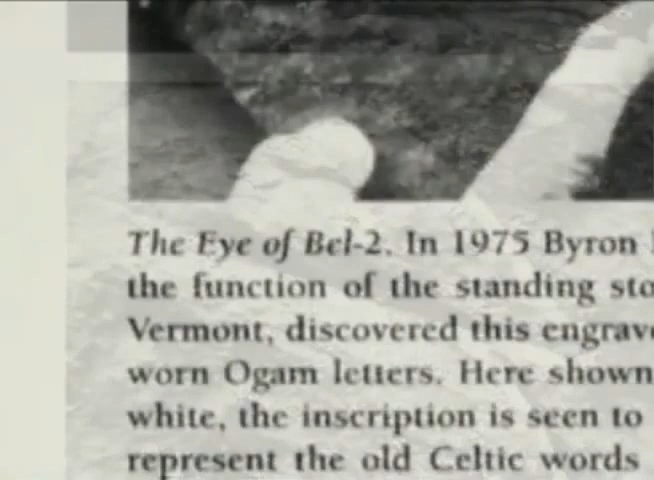 The Eye of Bel-2. In 1975 Byron
the function of the standing sto
Vermont, discovered this engrave
worn Ogam letters. Here shown
white, the inscription is seen to
represent the old Celtic words